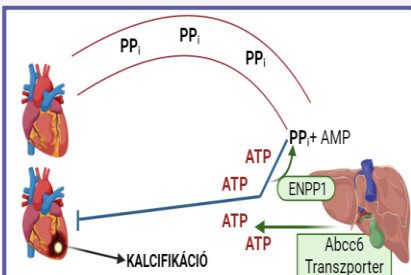 PPi
PPi
PPi
PPi+ AMP
ATP
ENPP1
ATP
ATP
ATP
Abcc6
Transzporter
KALCIFIKÁCIÓ